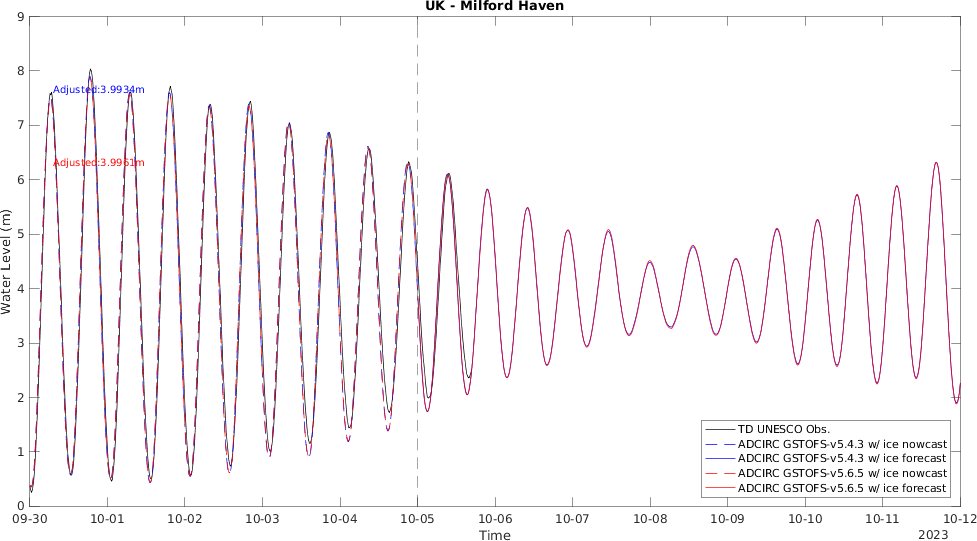 UK - Milford Haven
9
8
7
6
5
4
3
2
1
0
Water Level (m)
Adjusted:3.9934m
Adjusted:3.9961m
TD UNESCO Obs.
ADCIRC GSTOFS-v5.4.3 w/ ice nowcast
ADCIRC GSTOFS-v5.4.3 w/ ice forecast
ADCIRC GSTOFS-v5.6.5 w/ ice nowcast
ADCIRC GSTOFS-v5.6.5 w/ ice forecast
09-30 10-01 10-02 10-03 10-04 10-05 10-06 10-07 10-08 10-09 10-10 10-11 10-12
Time
2023